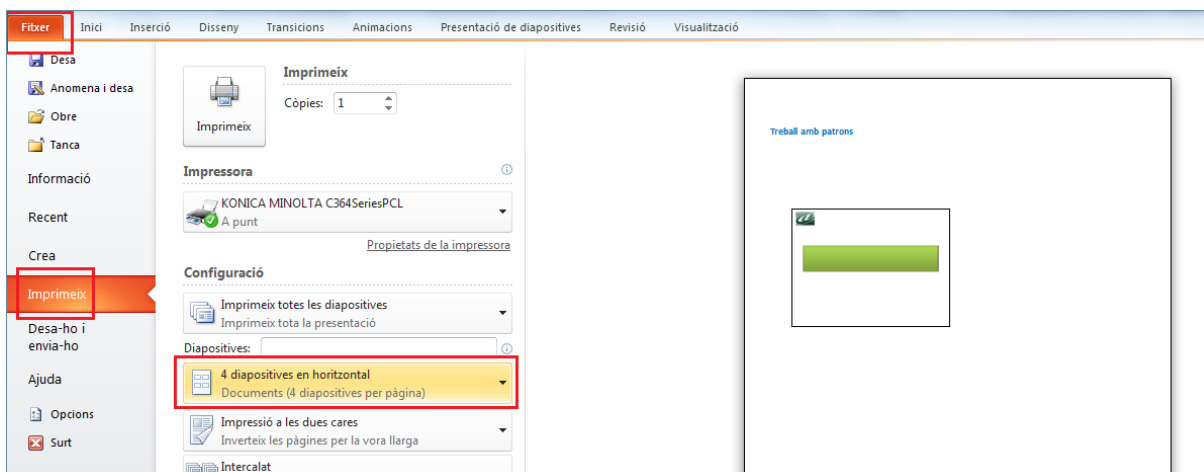 Fitxer Inici Inserció Disseny Transicions Animacions Presentació de diapositives Revisió Visualització
Desa
Anomena i desa
Obre
Tanca
Informació
Recent
Crea
Imprimeix
Desa-ho i
envia-ho
Ajuda
Opcions
Surt
Imprimeix
Imprimeix
Còpies: 1
Impressora
KONICA MINOLTA C364SeriesPCL
A punt
Propietats de la impressora
Configuració
Imprimeix totes les diapositives
Imprimeix tota la presentació
Diapositives:
4 diapositives en horitzontal
Documents (4 diapositives per pàgina)
Impressió a les dues cares
Inverteix les pàgines per la vora llarga
Intercalat
Treball amb patrons